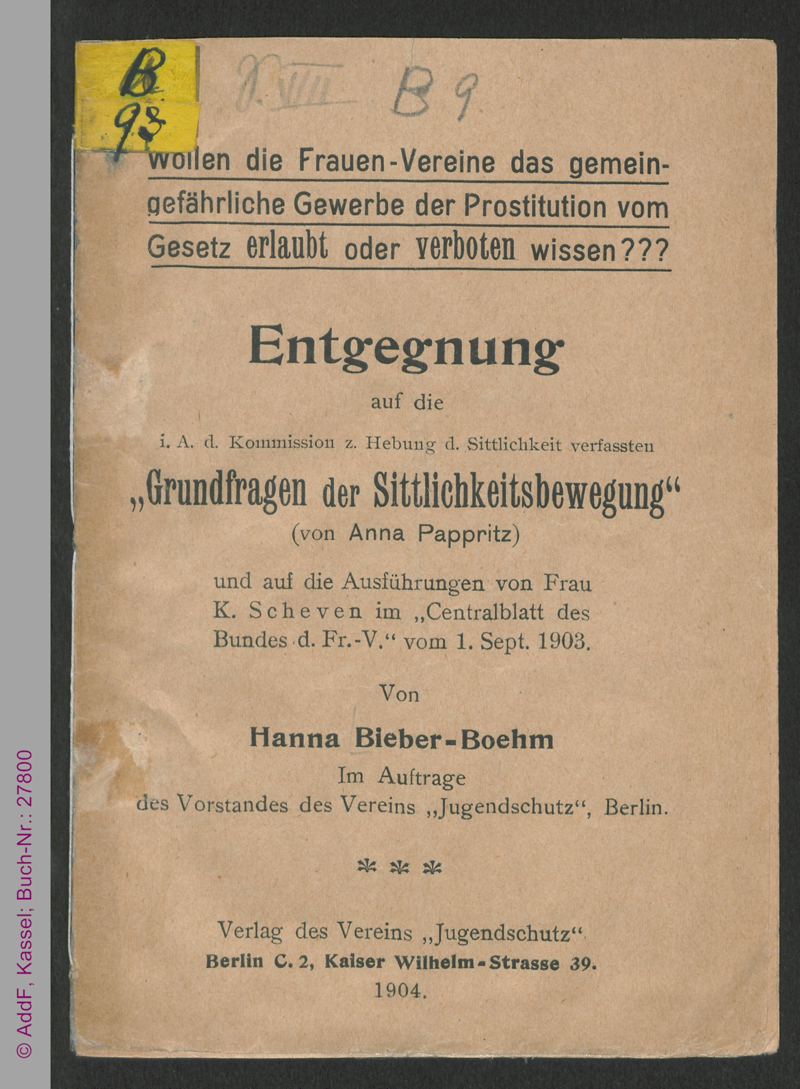 B
93
X. VIII B 9.
Wollen die Frauen-Vereine das gemein-
gefährliche Gewerbe der Prostitution vom
Gesetz erlaubt oder verboten wissen???
Entgegnung
auf die
i. A. d. Kommission z. Hebung d. Sittlichkeit verfassten
„Grundfragen der Sittlichkeitsbewegung“
(von Anna Pappritz)
und auf die Ausführungen von Frau
K. Scheven im „Centralblatt des
Bundes d. Fr.-V.“ vom 1. Sept. 1903.
Von
Hanna Bieber-Boehm
Im Auftrage
des Vorstandes des Vereins „Jugendschutz“, Berlin.
* * *
Verlag des Vereins „Jugendschutz“
Berlin C. 2, Kaiser Wilhelm-Strasse 39.
1904.
© AddF, Kassel; Buch-Nr.: 27800